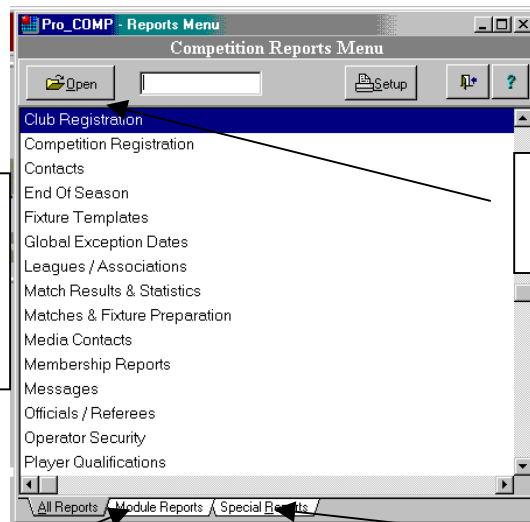 Pro_COMP - Reports Menu
Competition Reports Menu
Open
Setup
?
Club Registration
Competition Registration
Contacts
End Of Season
Fixture Templates
Global Exception Dates
Leagues / Associations
Match Results & Statistics
Matches & Fixture Preparation
Media Contacts
Membership Reports
Messages
Officials / Referees
Operator Security
Player Qualifications
All Reports Module Reports Special Reports